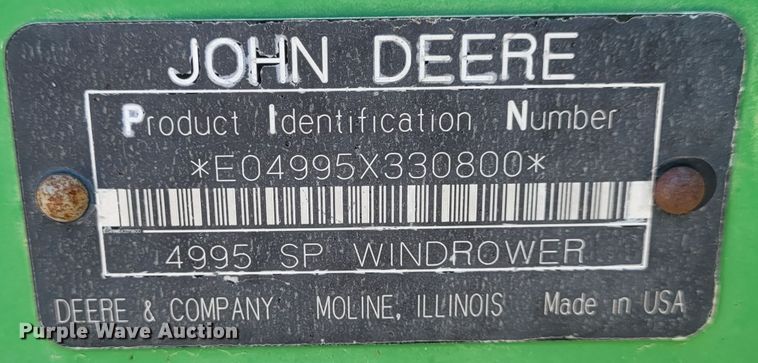 JOHN DEERE
Product Identification Number
*E04995X330800*
E04995X330800
4995 SP WINDROWER
DEERE & COMPANY MOLINE, ILLINOIS Made in USA
Purple Wave Auction